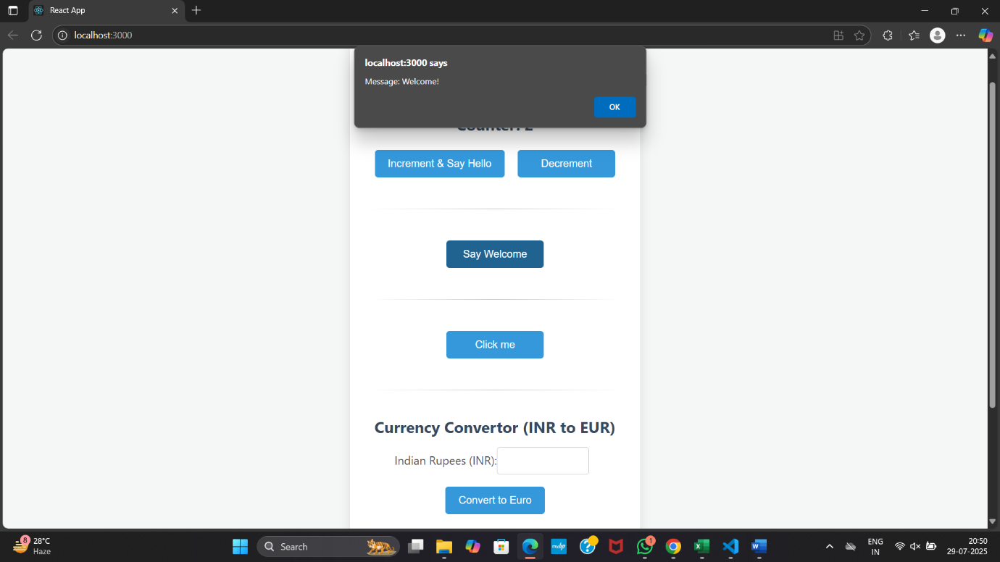 React App
localhost:3000
localhost:3000 says
Message: Welcome!
OK
Counter: 2
Increment & Say Hello
Decrement
Say Welcome
Click me
Currency Convertor (INR to EUR)
Indian Rupees (INR):
Convert to Euro
8
28°C
Haze
Search
myhp
1
ENG
IN
20:50
29-07-2025